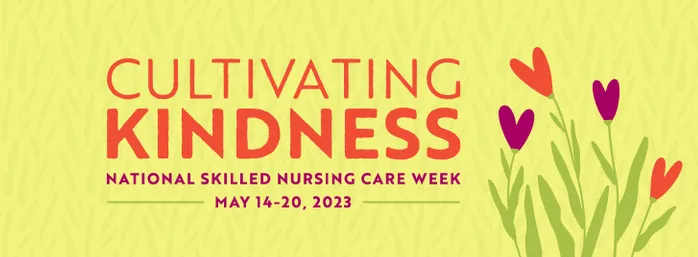 CULTIVATING
KINDNESS
NATIONAL SKILLED NURSING CARE WEEK
MAY 14-20, 2023